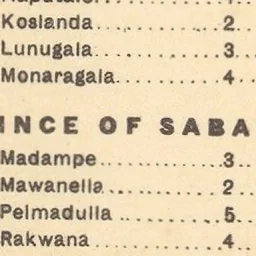 Koslanda.................2..
Lunugala................3..
Monaragala............4..
INCE OF SABA
Madampe...............3..
Mawanella..............2..
Pelmadulla..............5..
Rakwana................4..